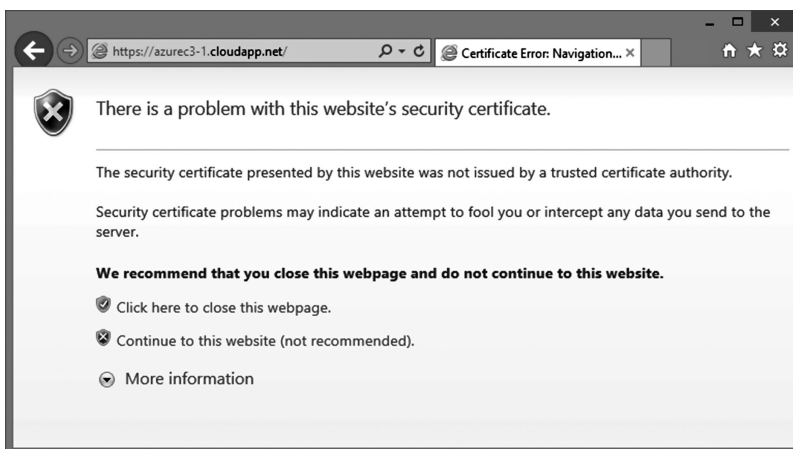 https://azurec3-1.cloudapp.net/
Certificate Error: Navigation...
There is a problem with this website's security certificate.
The security certificate presented by this website was not issued by a trusted certificate authority.
Security certificate problems may indicate an attempt to fool you or intercept any data you send to the
server.
We recommend that you close this webpage and do not continue to this website.
Click here to close this webpage.
Continue to this website (not recommended).
More information